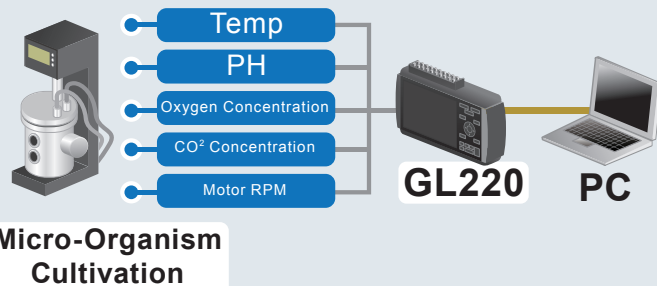 Temp
PH
Oxygen Concentration
CO² Concentration
Motor RPM
GL220
PC
Micro-Organism
Cultivation